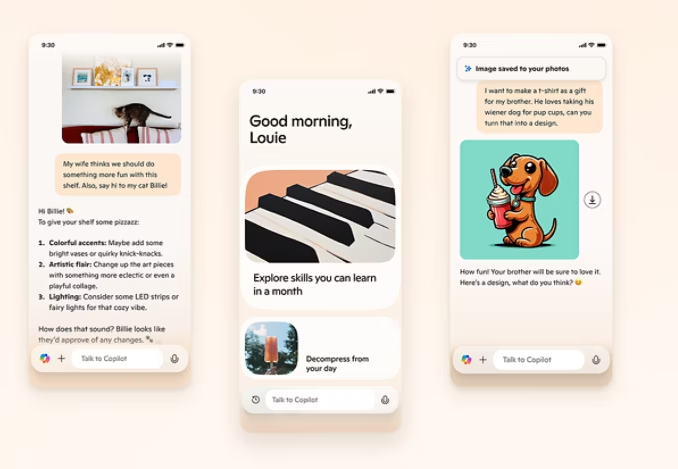 9:30
My wife thinks we should do
something more fun with this
shelf. Also, say hi to my cat Billie!
Hi Billie! 🐾
To give your shelf some pizzazz:
1. Colorful accents: Maybe add some
bright vases or quirky knick-knacks.
2. Artistic flair: Change up the art pieces
with something more eclectic or even a
playful collage.
3. Lighting: Consider some LED strips or
fairy lights for that cozy vibe.
How does that sound? Billie looks like
they'd approve of any changes. 🐾
Talk to Copilot
9:30
Good morning,
Louie
Explore skills you can learn
in a month
Decompress from
your day
Talk to Copilot
9:30
Image saved to your photos
I want to make a t-shirt as a gift
for my brother. He loves taking his
wiener dog for pup cups, can you
turn that into a design.
How fun! Your brother will be sure to love it.
Here's a design, what do you think? 😊
Talk to Copilot